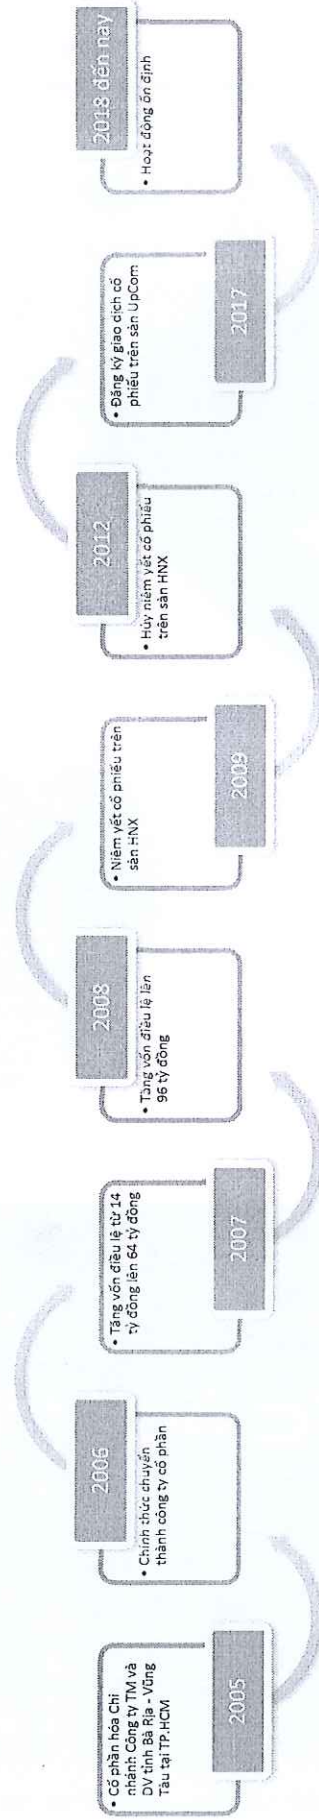 • Cổ phần hóa Chi
nhánh Công ty TM và
DV tỉnh Bà Rịa - Vũng
Tàu tại TP.HCM
2005
2006
• Chính thức chuyển
thành công ty cổ phần
• Tăng vốn điều lệ từ 14
tỷ đồng lên 64 tỷ đồng
2007
2008
• Tăng vốn điều lệ lên
96 tỷ đồng
• Niêm yết cổ phiếu trên
sàn HNX
2009
2012
• Hủy niêm yết cổ phiếu
trên sàn HNX
• Đăng ký giao dịch cổ
phiếu trên sàn UpCom
2017
2018 đến nay
• Hoạt động ổn định